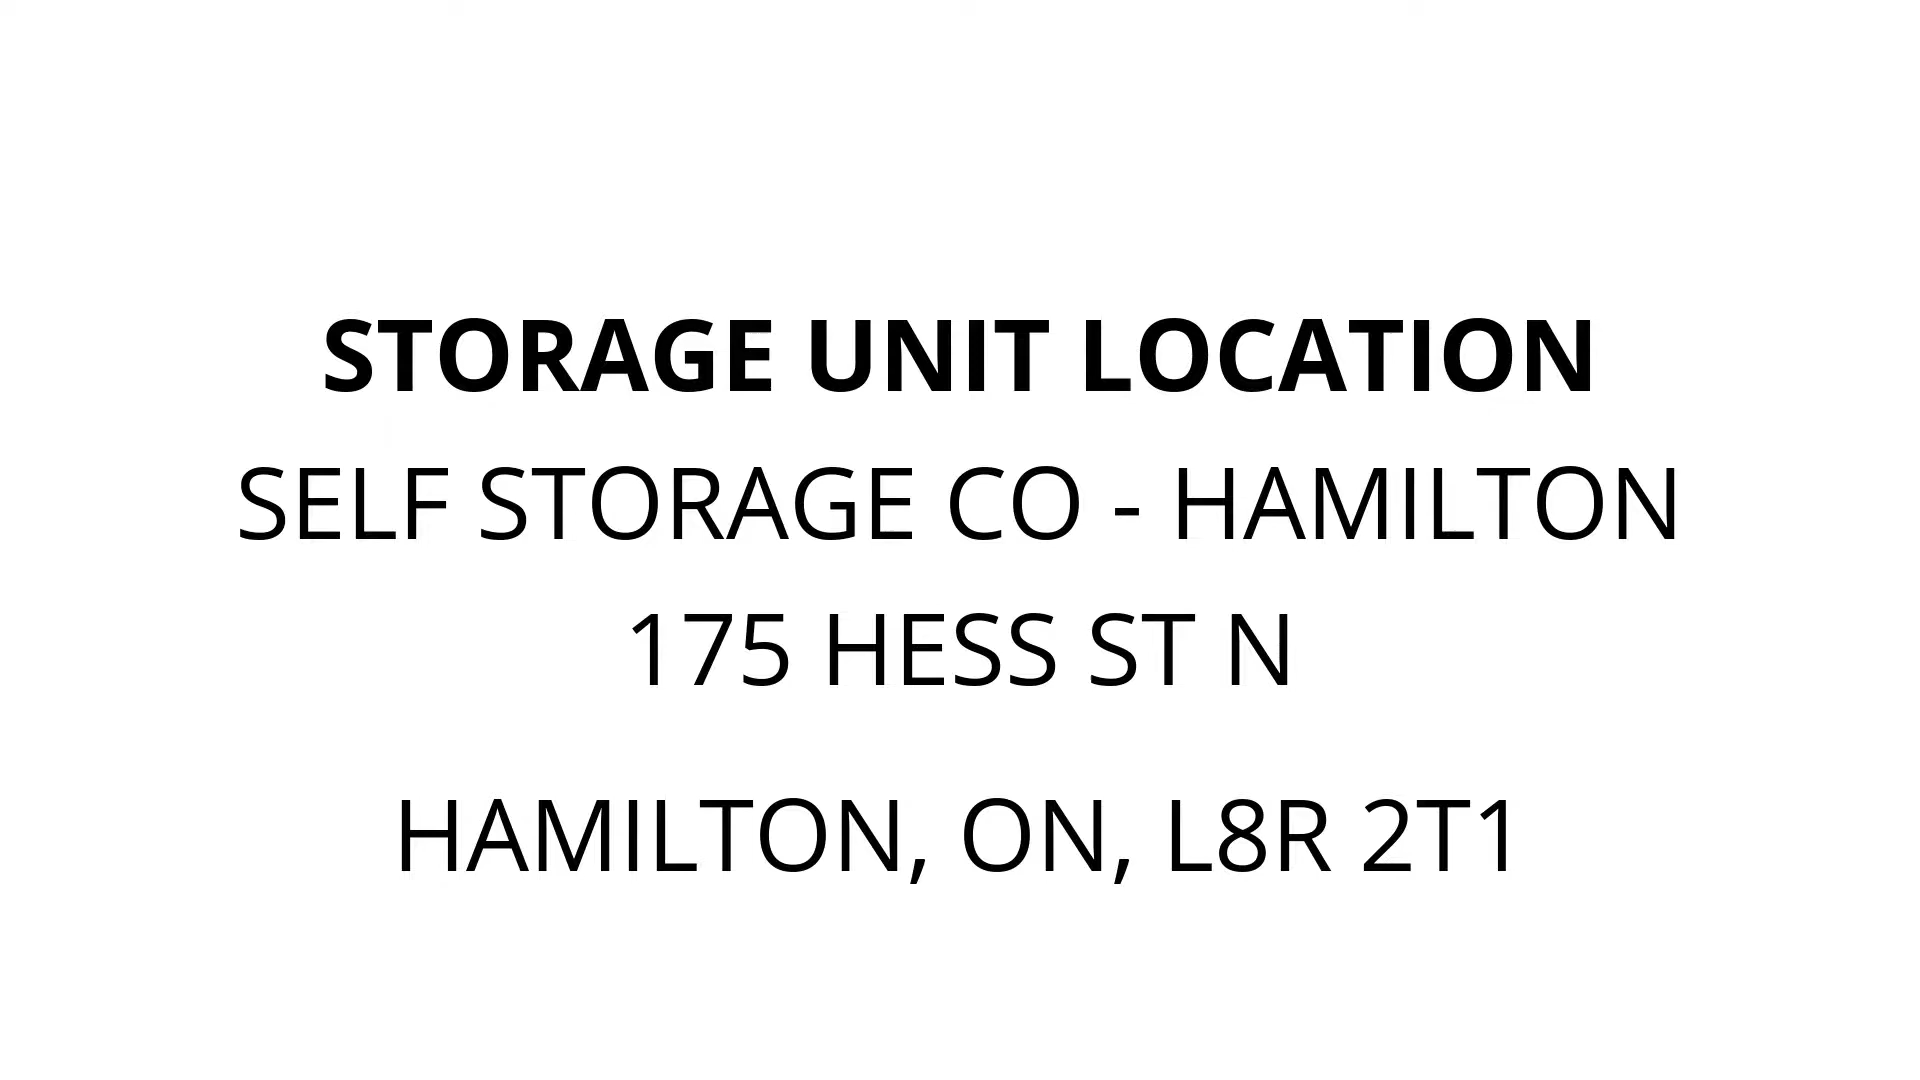 STORAGE UNIT LOCATION
SELF STORAGE CO - HAMILTON
175 HESS ST N
HAMILTON, ON, L8R 2T1